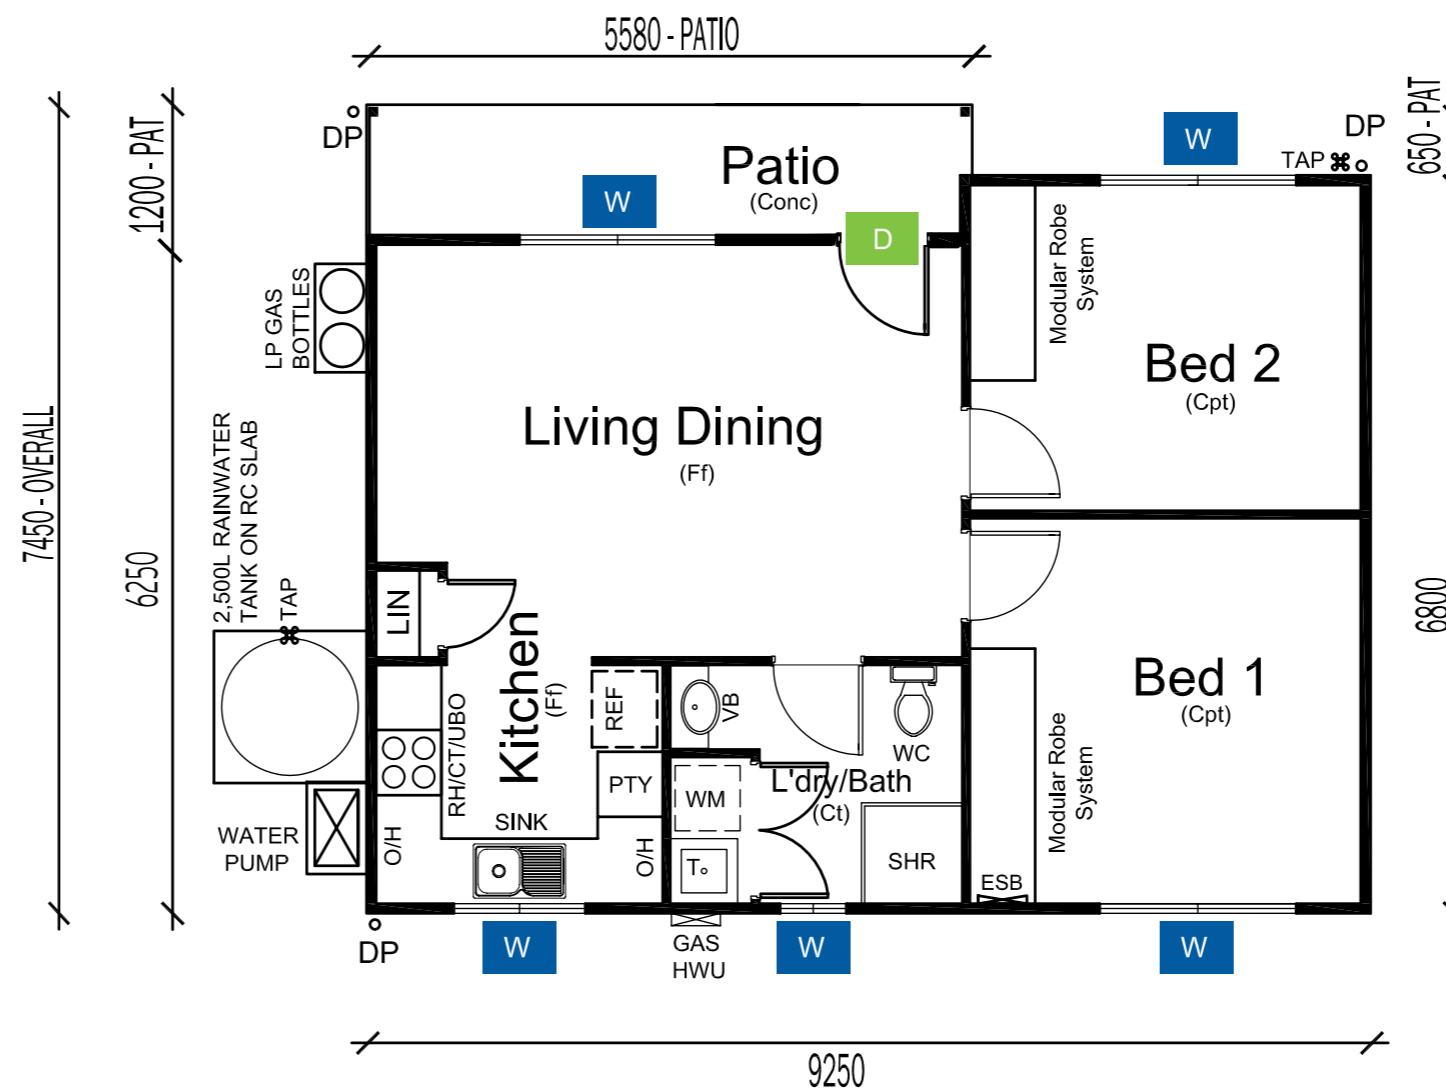 5580 - PATIO
7450 - OVERALL
1200 - PAT
6250
DP
Patio
(Conc)
W
W
D
TAP
DP
650 - PAT
6800
LP GAS
BOTTLES
Modular Robe
System
Bed 2
(Cpt)
Living Dining
(Ff)
2,500L RAINWATER
TANK ON RC SLAB
TAP
LIN
Kitchen
(Ff)
REF
VB
WC
Bed 1
(Cpt)
RH/CT/UBO
PTY
WM
L'dry/Bath
(Ct)
Modular Robe
System
WATER
PUMP
O/H
SINK
O/H
T
SHR
ESB
DP
W
GAS
HWU
W
W
9250